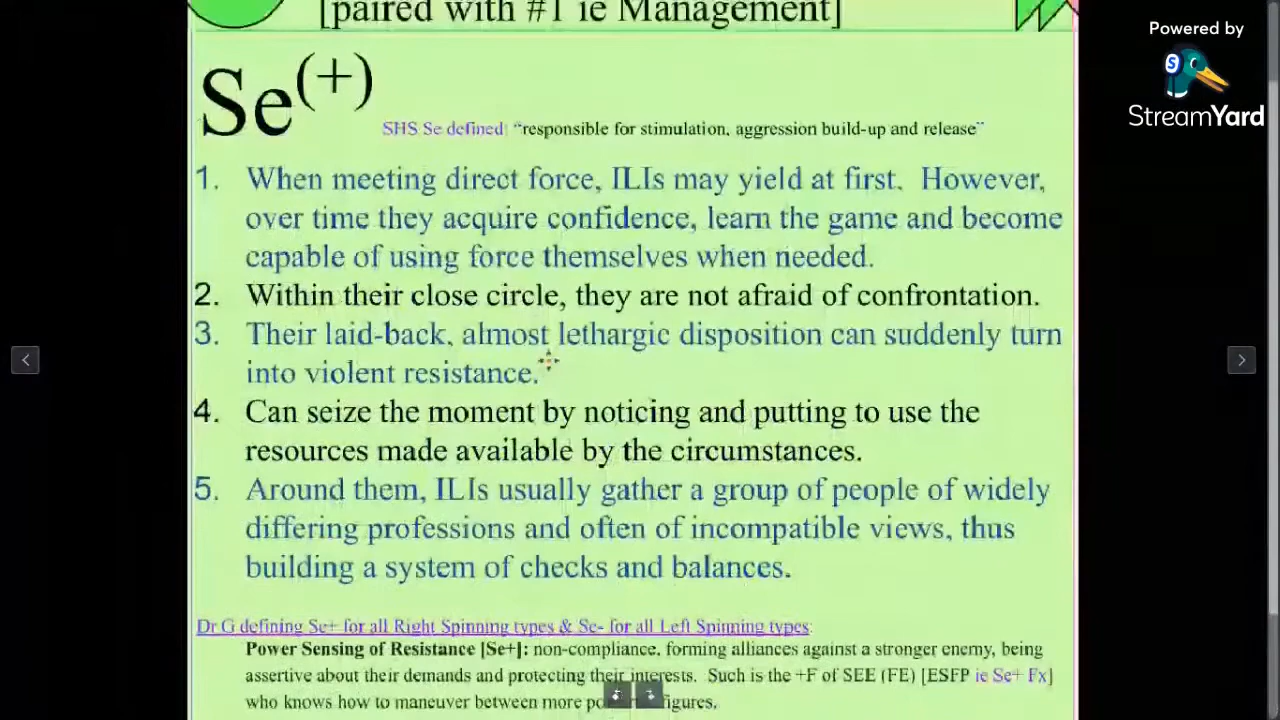 [paired with #1 ie Management]
Powered by
S
StreamYard
Se(+)
SHS Se defined: “responsible for stimulation, aggression build-up and release”
1. When meeting direct force, ILIs may yield at first. However,
over time they acquire confidence, learn the game and become
capable of using force themselves when needed.
2. Within their close circle, they are not afraid of confrontation.
3. Their laid-back, almost lethargic disposition can suddenly turn
into violent resistance.
4. Can seize the moment by noticing and putting to use the
resources made available by the circumstances.
5. Around them, ILIs usually gather a group of people of widely
differing professions and often of incompatible views, thus
building a system of checks and balances.
Dr G defining Se+ for all Right Spinning types & Se- for all Left Spinning types:
Power Sensing of Resistance [Se+]: non-compliance, forming alliances against a stronger enemy, being
assertive about their demands and protecting their interests. Such is the +F of SEE (FE) [ESFP ie Se+ Fx]
who knows how to maneuver between more figures.